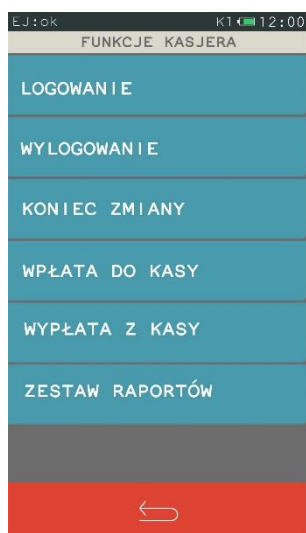 EJ:ok K1 12:00
FUNKCJE KASJERA
LOGOWANIE
WYLOGOWANIE
KONIEC ZMIANY
WPŁATA DO KASY
WYPŁATA Z KASY
ZESTAW RAPORTÓW